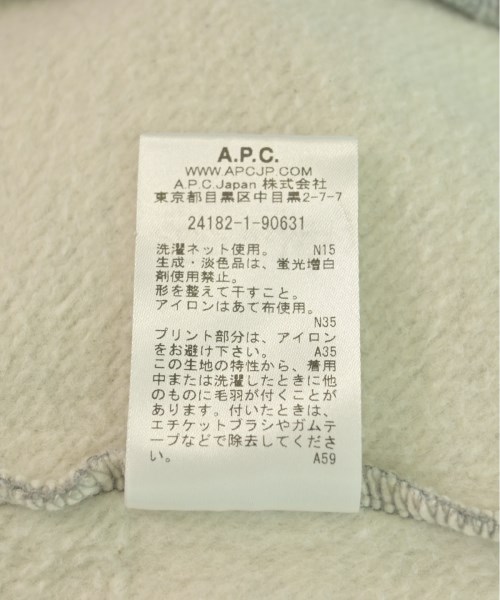 A.P.C.
WWW.APCJP.COM
A.P.C.Japan 株式会社
東京都目黒区中目黒2-7-7
24182-1-90631
洗濯ネット使用。 N15
生成・淡色品は、蛍光増白
剤使用禁止。
形を整えて干すこと。
アイロンはあて布使用。
N35
プリント部分は、アイロン
をお避け下さい。 A35
この生地の特性から、着用
中または洗濯したときに他
のものに毛羽が付くことが
あります。付いたときは、
エチケットブラシやガムテ
ープなどで除去してくださ
い。 A59